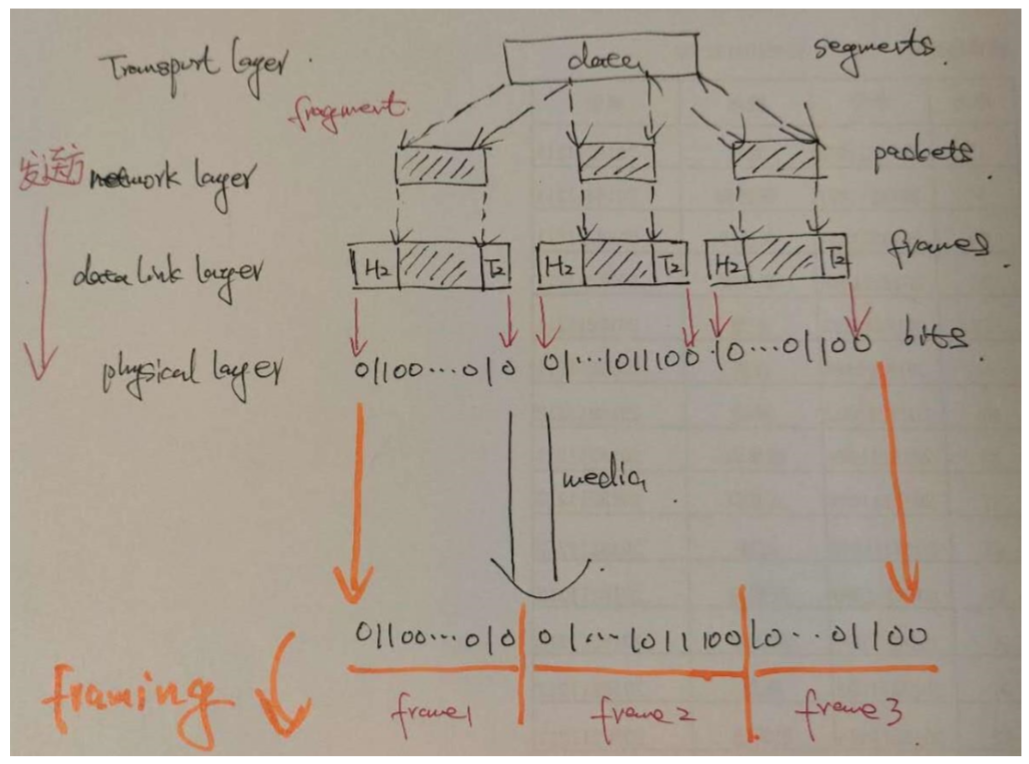 Transport layer.
data
segments.
fragment.
发送方
network layer
packets
data link layer
H2
T2
H2
T2
H2
T2
frames.
physical layer
01100...010
01...1011100
10...01100
bits.
media.
01100...010
01...1011100
10...01100
framing
frame1
frame2
frame3